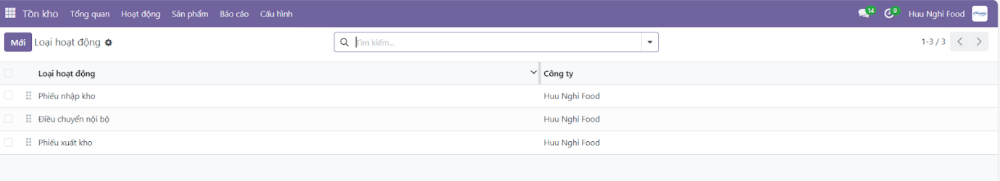 Tồn kho Tổng quan Hoạt động Sản phẩm Báo cáo Cấu hình 14 9 Huu Nghi Food
Mới Loại hoạt động Tìm kiếm... 1-3 / 3
Loại hoạt động Công ty
Phiếu nhập kho Huu Nghi Food
Điều chuyển nội bộ Huu Nghi Food
Phiếu xuất kho Huu Nghi Food